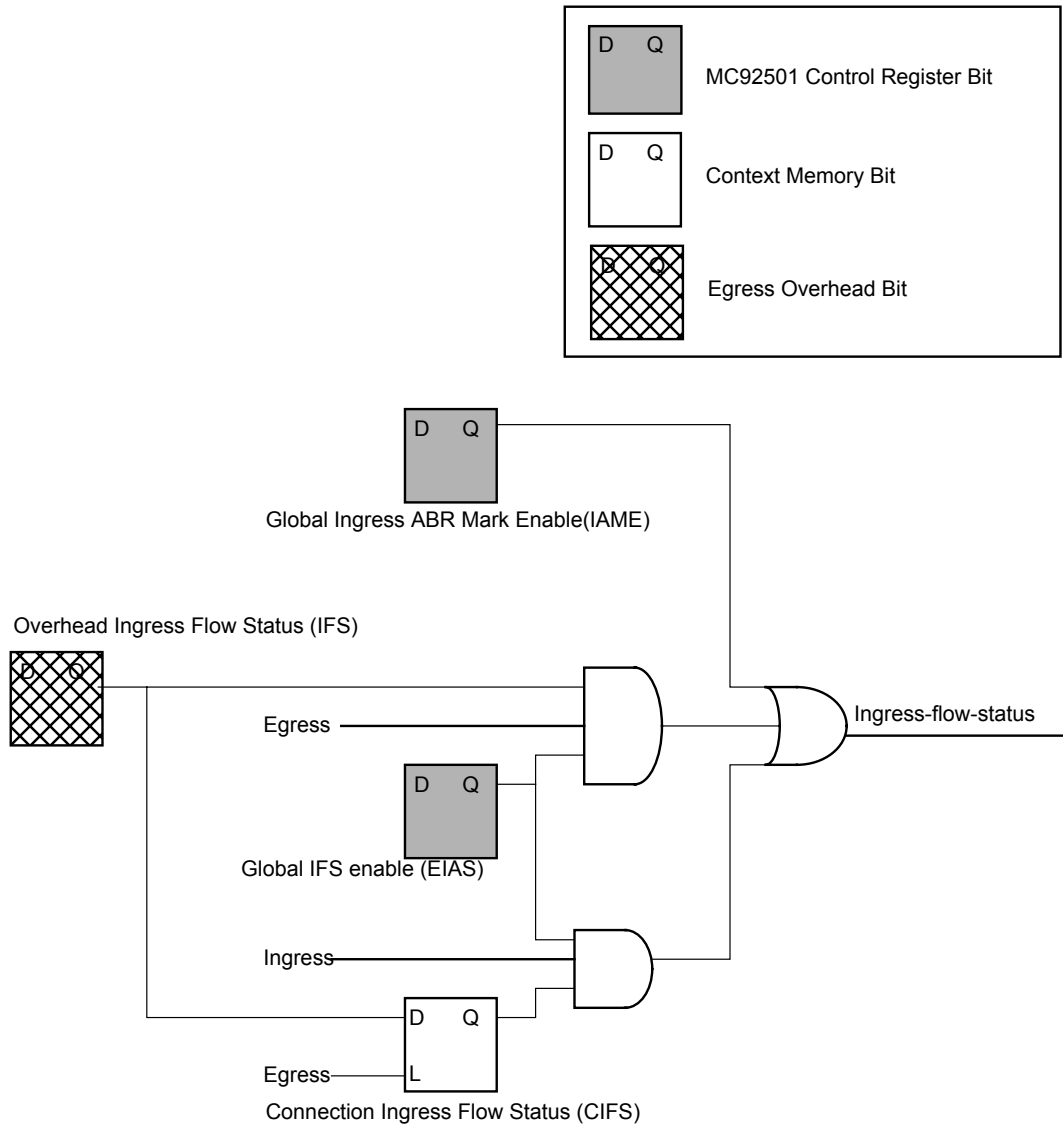 D Q
MC92501 Control Register Bit
D Q
Context Memory Bit
D Q
Egress Overhead Bit
D Q
Global Ingress ABR Mark Enable(IAME)
Overhead Ingress Flow Status (IFS)
D Q
Ingress-flow-status
Egress
D Q
Global IFS enable (EIAS)
Ingress
D Q
Egress
L
Connection Ingress Flow Status (CIFS)